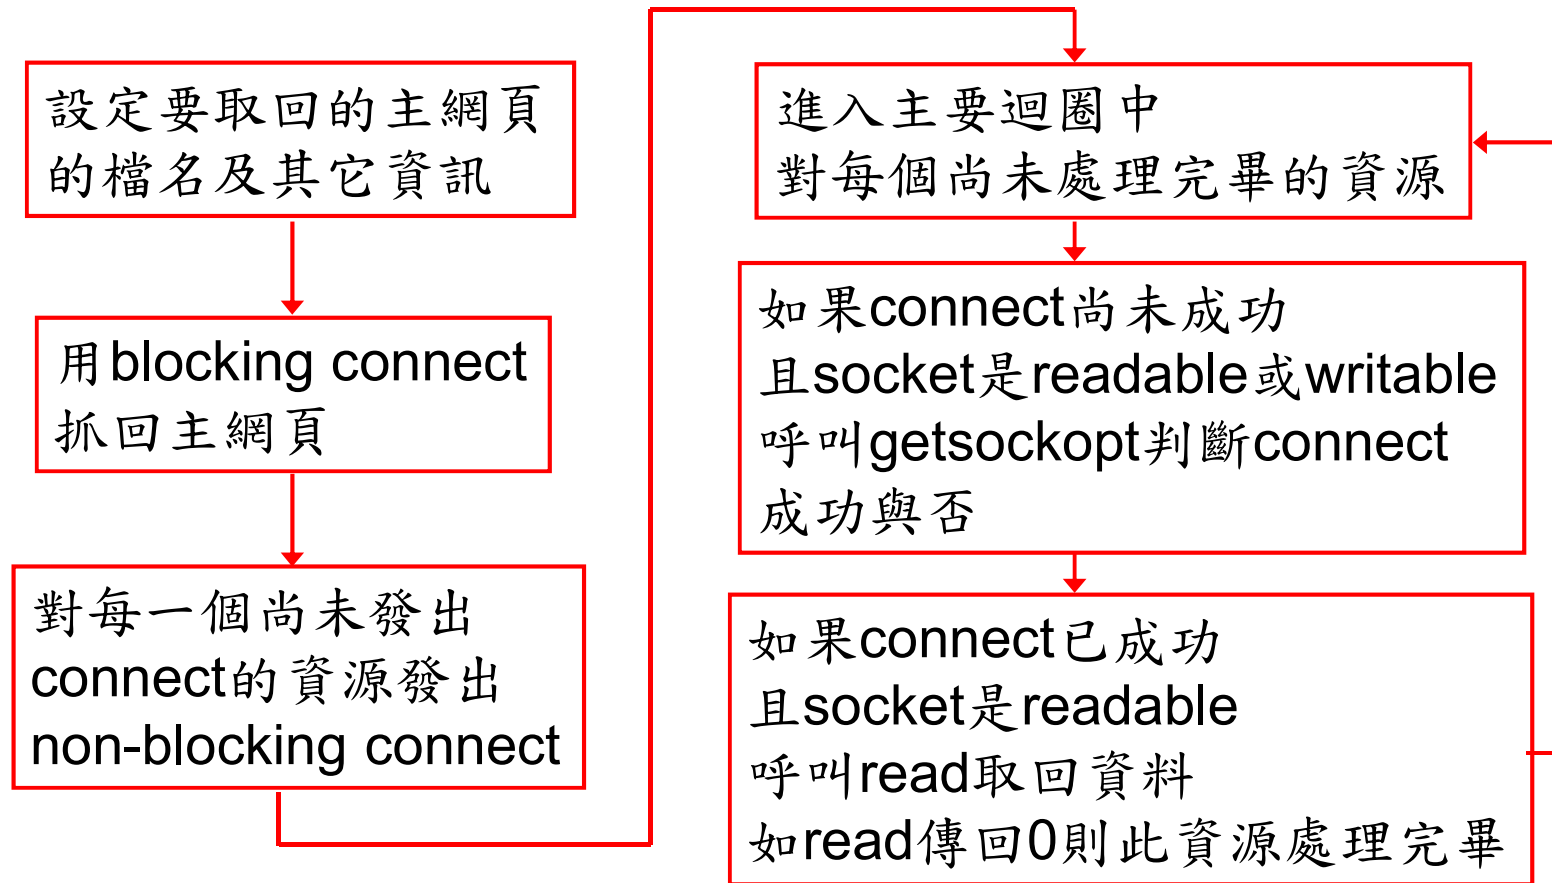 設定要取回的主網頁
的檔名及其它資訊
用blocking connect
抓回主網頁
對每一個尚未發出
connect的資源發出
non-blocking connect
進入主要迴圈中
對每個尚未處理完畢的資源
如果connect尚未成功
且socket是readable或writable
呼叫getsockopt判斷connect
成功與否
如果connect已成功
且socket是readable
呼叫read取回資料
如read傳回0則此資源處理完畢